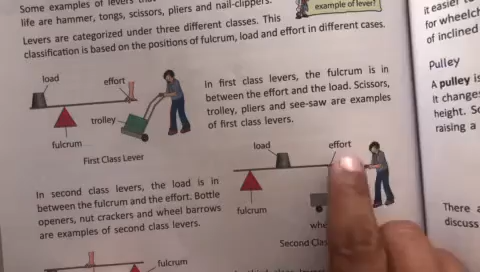 Some examples of levers
life are hammer, tongs, scissors, pliers and nail-clippers.
example of lever?
Levers are categorized under three different classes. This
classification is based on the positions of fulcrum, load and effort in different cases.
load
effort
trolley
fulcrum
First Class Lever
In first class levers, the fulcrum is in
between the effort and the load. Scissors,
trolley, pliers and see-saw are examples
of first class levers.
In second class levers, the load is in
between the fulcrum and the effort. Bottle
openers, nut crackers and wheel barrows
are examples of second class levers.
load
effort
fulcrum
whe
Second Clas
fulcrum
it easier
for wheelch
of inclined
Pulley
A pulley is
it change
height. Sc
raising a
There a
discuss